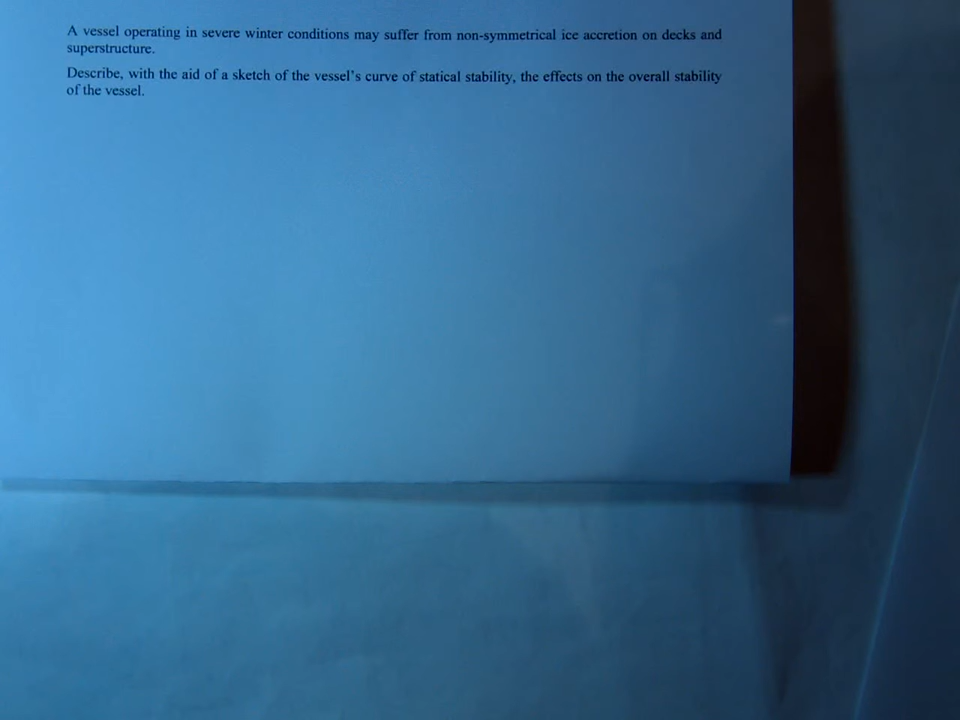 A vessel operating in severe winter conditions may suffer from non-symmetrical ice accretion on decks and
superstructure.
Describe, with the aid of a sketch of the vessel's curve of statical stability, the effects on the overall stability
of the vessel.